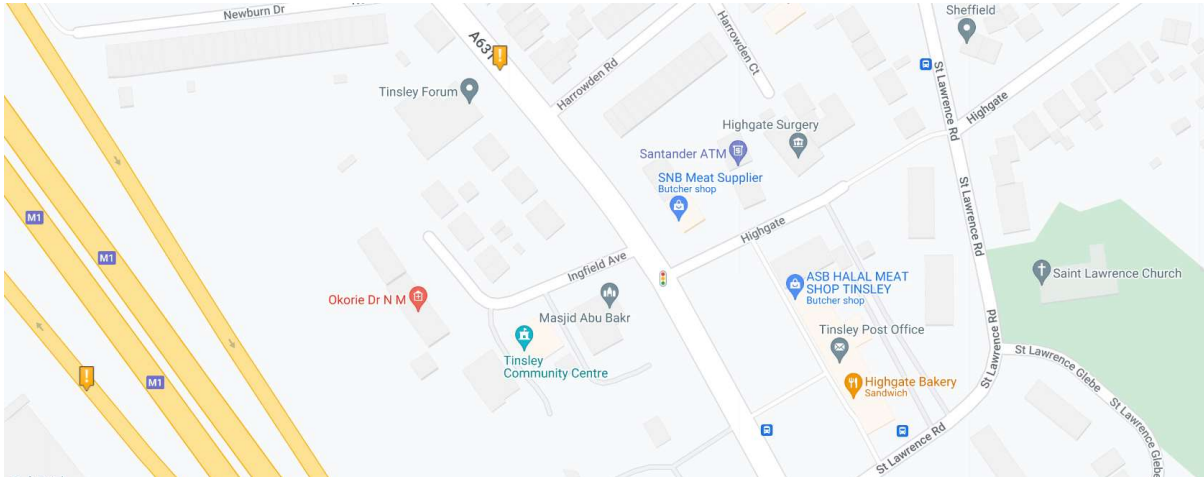 Newburn Dr
A631
Harrowden Rd
Harrowden Ct
Sheffield
St Lawrence Rd
Highgate
Tinsley Forum
Highgate Surgery
Santander ATM
SNB Meat Supplier
Butcher shop
M1
M1
M1
Highgate
St Lawrence Rd
Ingfield Ave
Okorie Dr N M
Masjid Abu Bakr
ASB HALAL MEAT
SHOP TINSLEY
Butcher shop
Saint Lawrence Church
Tinsley
Community Centre
Tinsley Post Office
Highgate Bakery
Sandwich
St Lawrence Rd
St Lawrence Glebe
St Lawrence Glebe
St Lawrence Rd